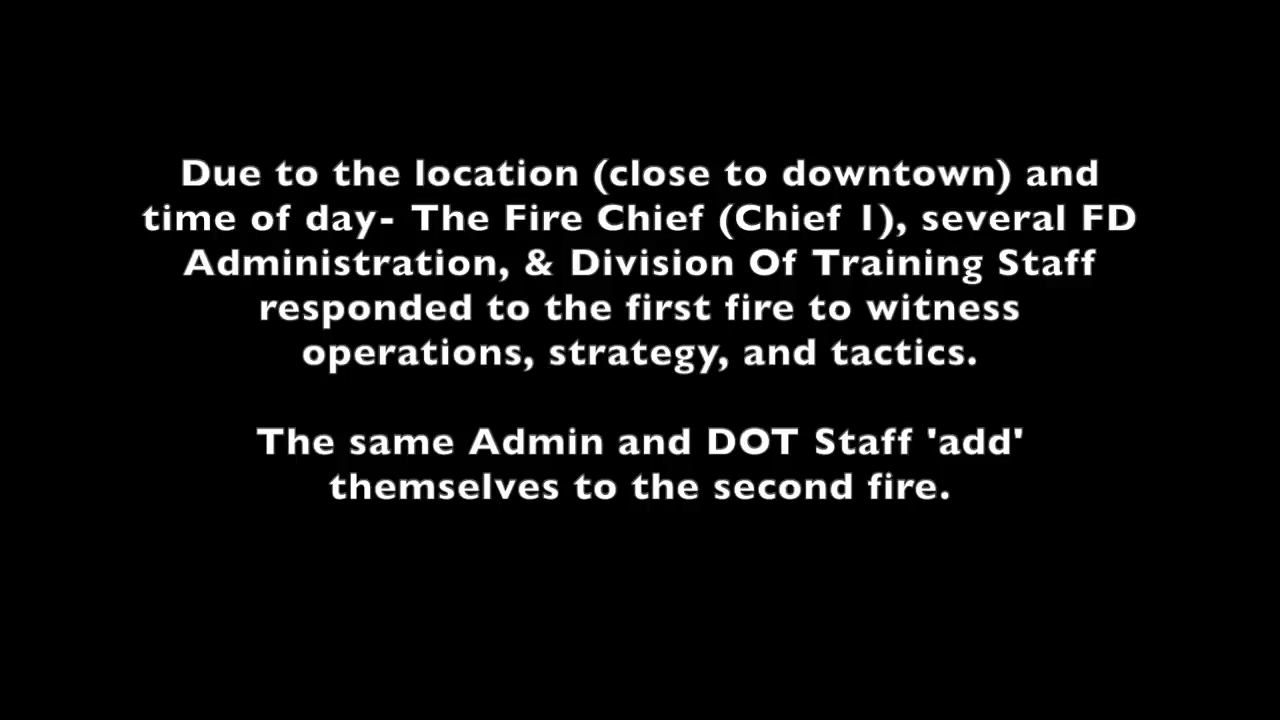 Due to the location (close to downtown) and
time of day- The Fire Chief (Chief 1), several FD
Administration, & Division Of Training Staff
responded to the first fire to witness
operations, strategy, and tactics.
The same Admin and DOT Staff 'add'
themselves to the second fire.